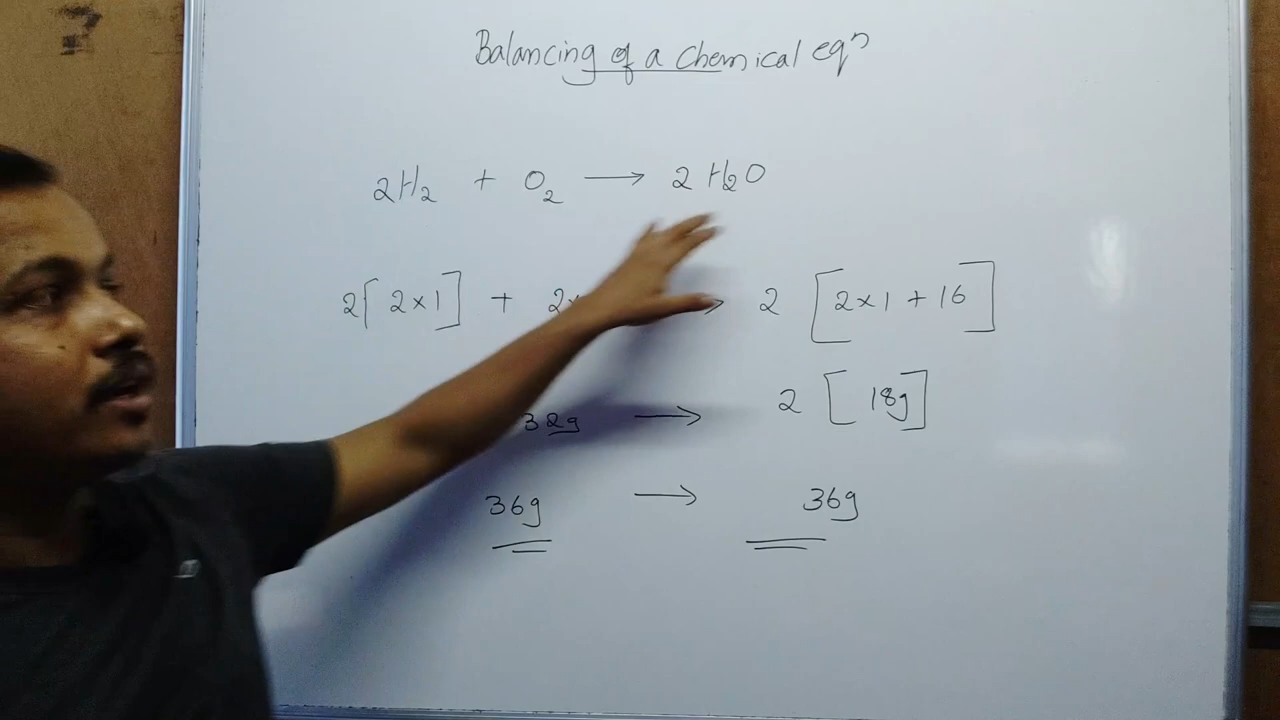 Balancing of a chemical eqn
2H2 + O2 → 2H2O
2[2×1] + 2× → 2[2×1+16]
32g → 2[18g]
36g → 36g